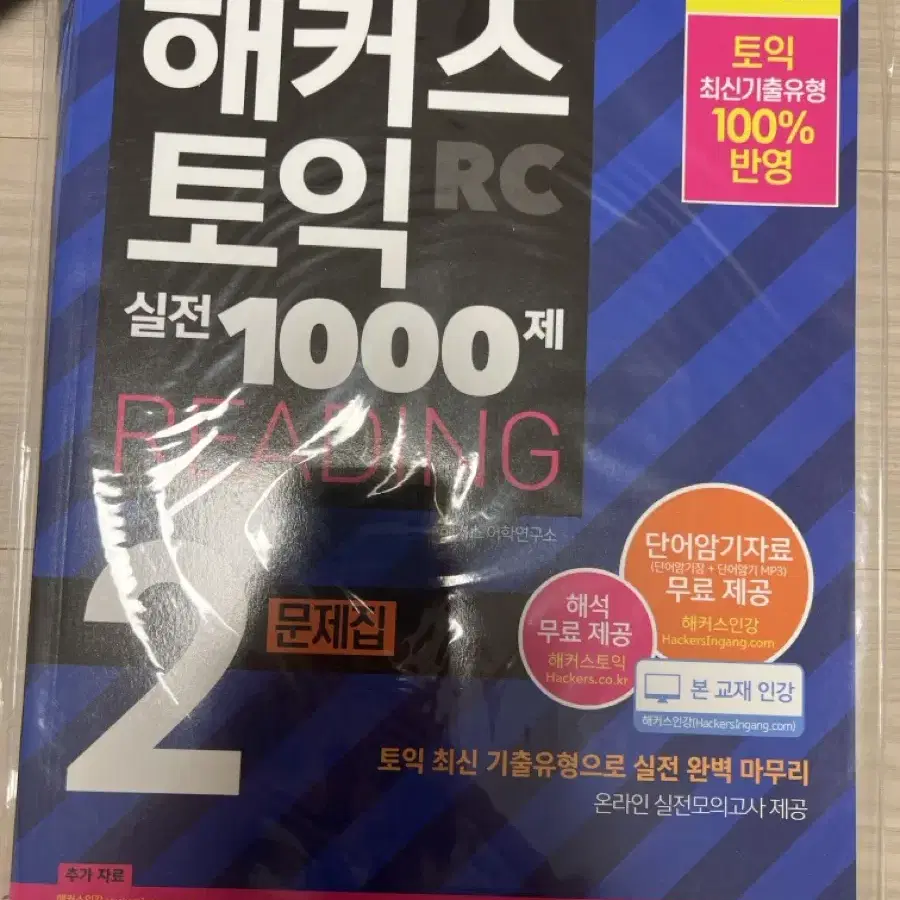 해커스
토익 RC
실전 1000제
READING
어학연구소
2 문제집
토익
최신기출유형
100%
반영
단어암기자료
(단어암기장 + 단어암기 MP3)
무료 제공
해커스인강
HackersIngang.com
해석
무료 제공
해커스토익
Hackers.co.kr
본 교재 인강
해커스인강(HackersIngang.com)
토익 최신 기출유형으로 실전 완벽 마무리
온라인 실전모의고사 제공
추가 자료